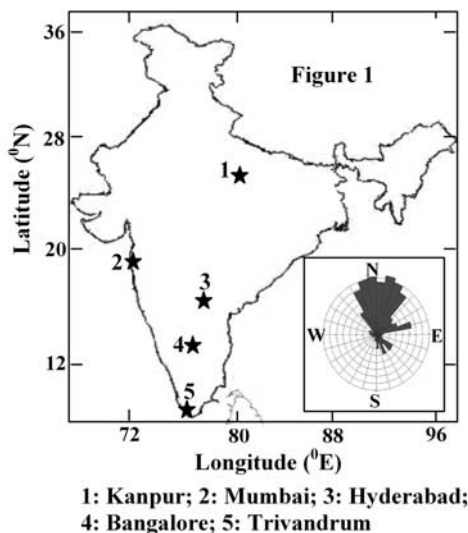 36
Figure 1
28
20
12
Latitude (⁰N)
1
2
3
4
5
N
W
E
S
72
80
88
96
Longitude (⁰E)
1: Kanpur; 2: Mumbai; 3: Hyderabad;
4: Bangalore; 5: Trivandrum